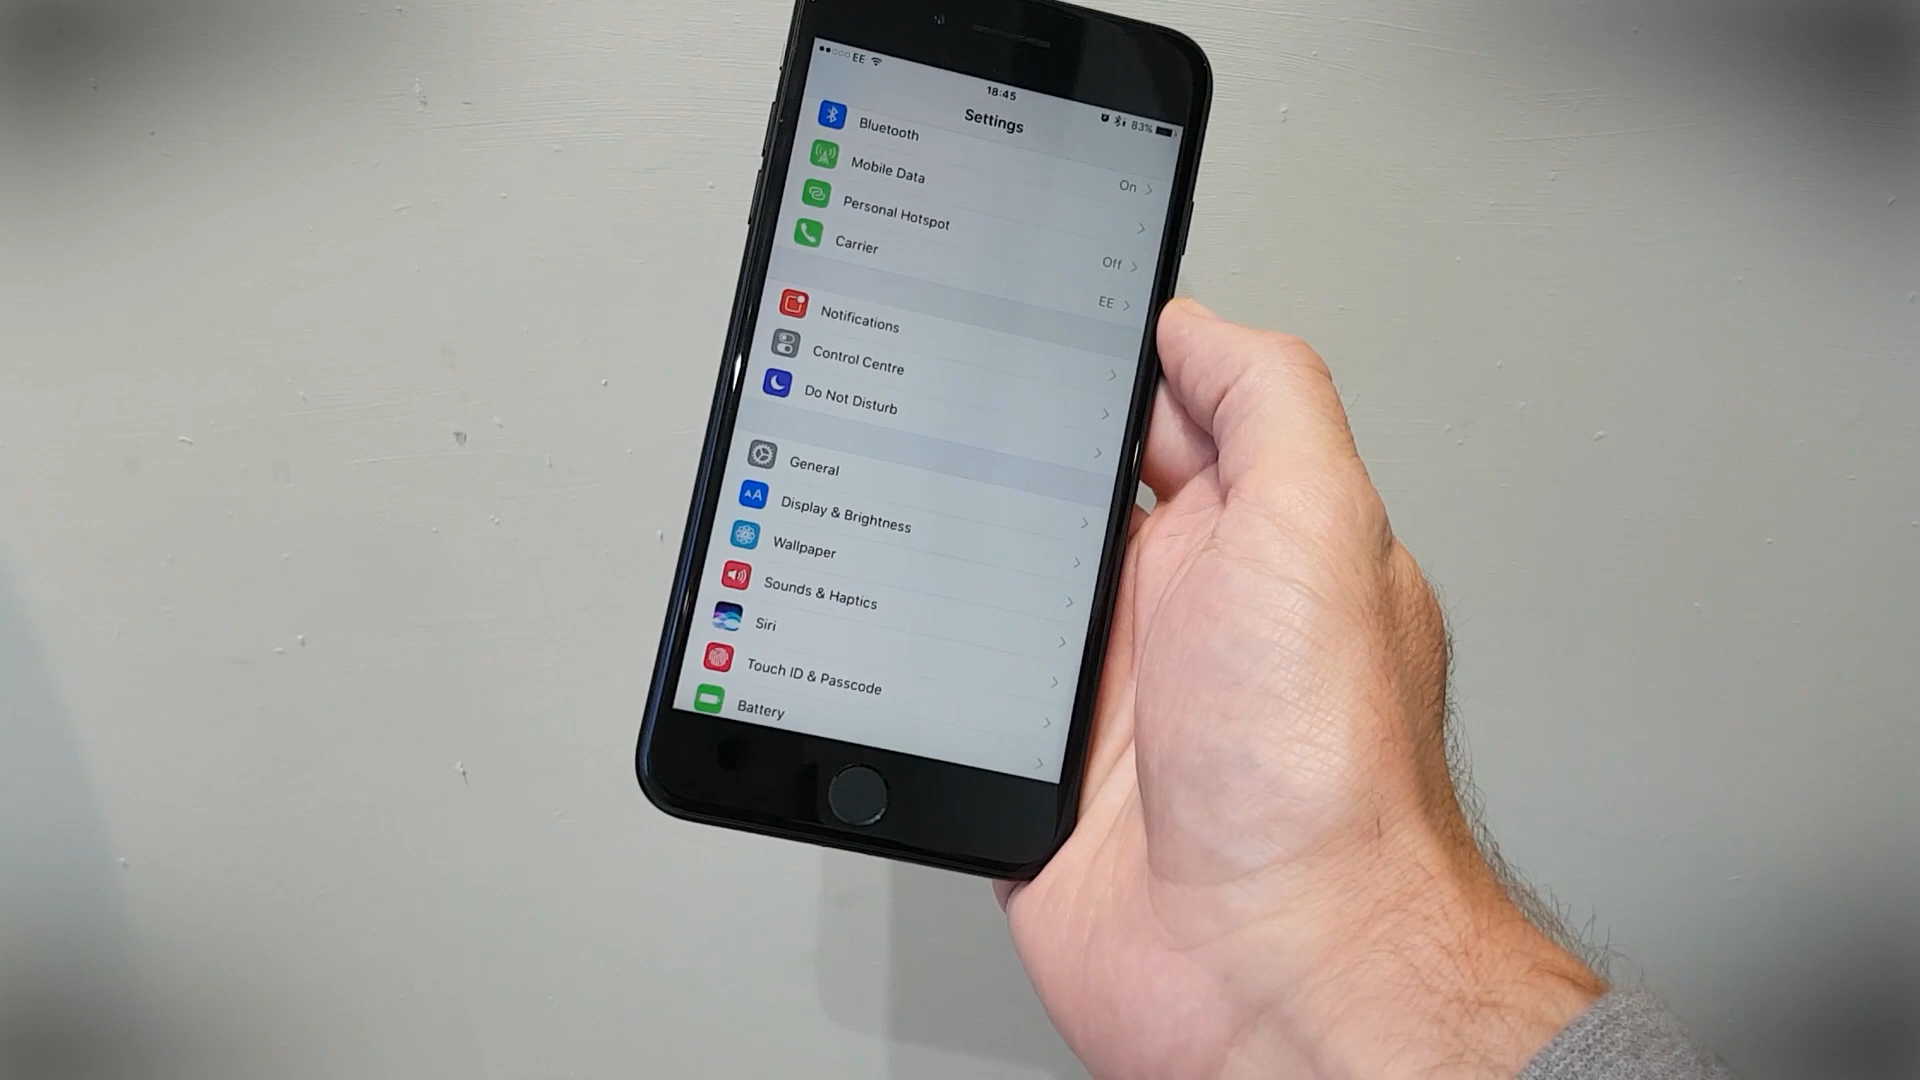 EE
18:45
83%
Settings
Bluetooth On
Mobile Data
Personal Hotspot Off
Carrier EE
Notifications
Control Centre
Do Not Disturb
General
AA Display & Brightness
Wallpaper
Sounds & Haptics
Siri
Touch ID & Passcode
Battery